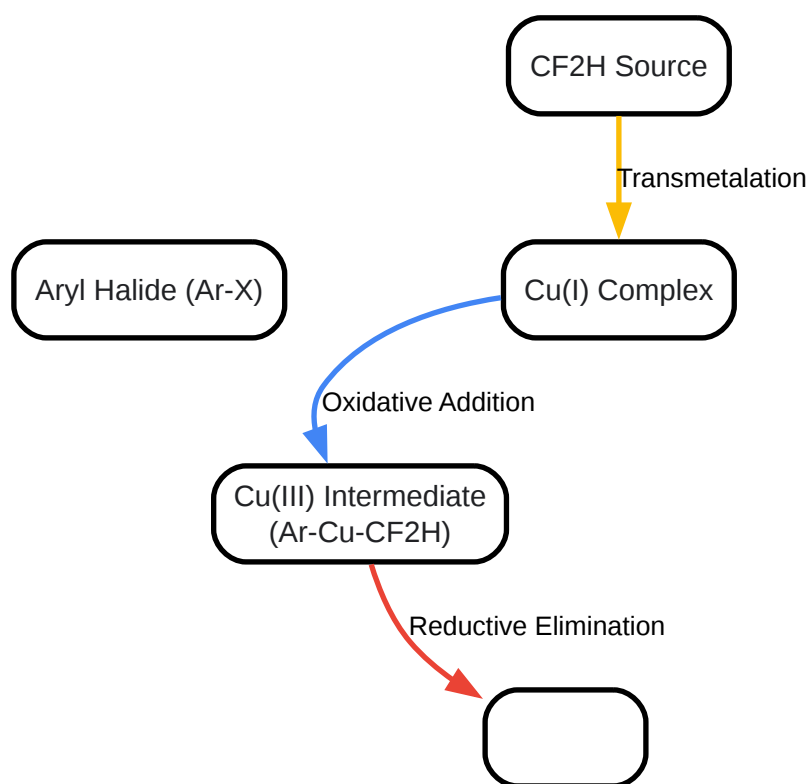 CF2H Source
Transmetalation
Aryl Halide (Ar-X)
Cu(I) Complex
Oxidative Addition
Cu(III) Intermediate
(Ar-Cu-CF2H)
Reductive Elimination